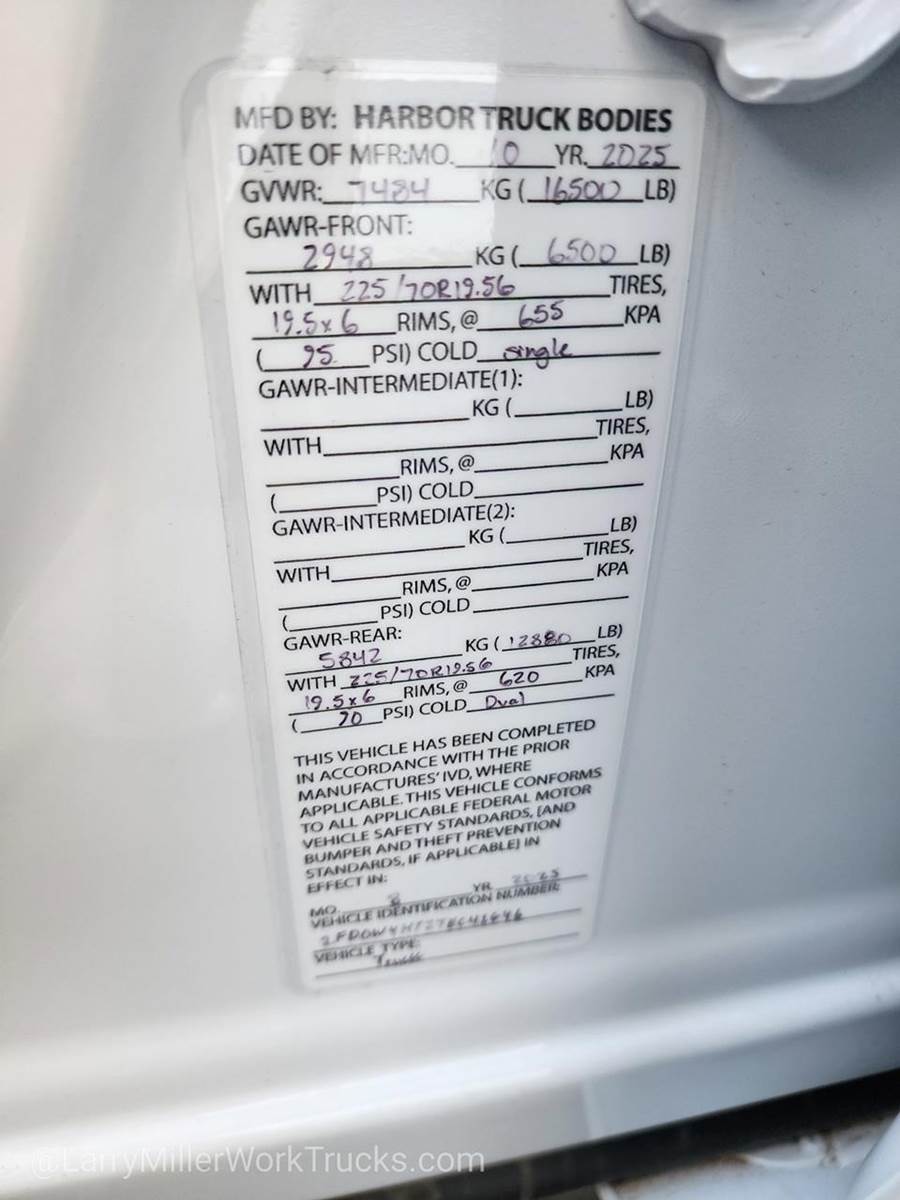 MFD BY: HARBOR TRUCK BODIES
DATE OF MFR:MO. 10 YR. 2025
GVWR: 7484 KG ( 16500 LB)
GAWR-FRONT:
2948 KG ( 6500 LB)
WITH 225/70R19.5G TIRES,
19.5x6 RIMS, @ 655 KPA
( 95 PSI) COLD single
GAWR-INTERMEDIATE(1):
KG ( LB)
WITH TIRES,
RIMS, @ KPA
( PSI) COLD
GAWR-INTERMEDIATE(2):
KG ( LB)
WITH TIRES,
RIMS, @ KPA
( PSI) COLD
GAWR-REAR:
5842 KG ( 12880 LB)
WITH 225/70R19.5G TIRES,
19.5x6 RIMS, @ 620 KPA
( 90 PSI) COLD Dual
THIS VEHICLE HAS BEEN COMPLETED
IN ACCORDANCE WITH THE PRIOR
MANUFACTURES' IVD, WHERE
APPLICABLE. THIS VEHICLE CONFORMS
TO ALL APPLICABLE FEDERAL MOTOR
VEHICLE SAFETY STANDARDS, [AND
BUMPER AND THEFT PREVENTION
STANDARDS, IF APPLICABLE] IN
EFFECT IN:
MO. 8 YR. 2025
VEHICLE IDENTIFICATION NUMBER:
VEHICLE TYPE:
Truck
@LarryMillerWorkTrucks.com